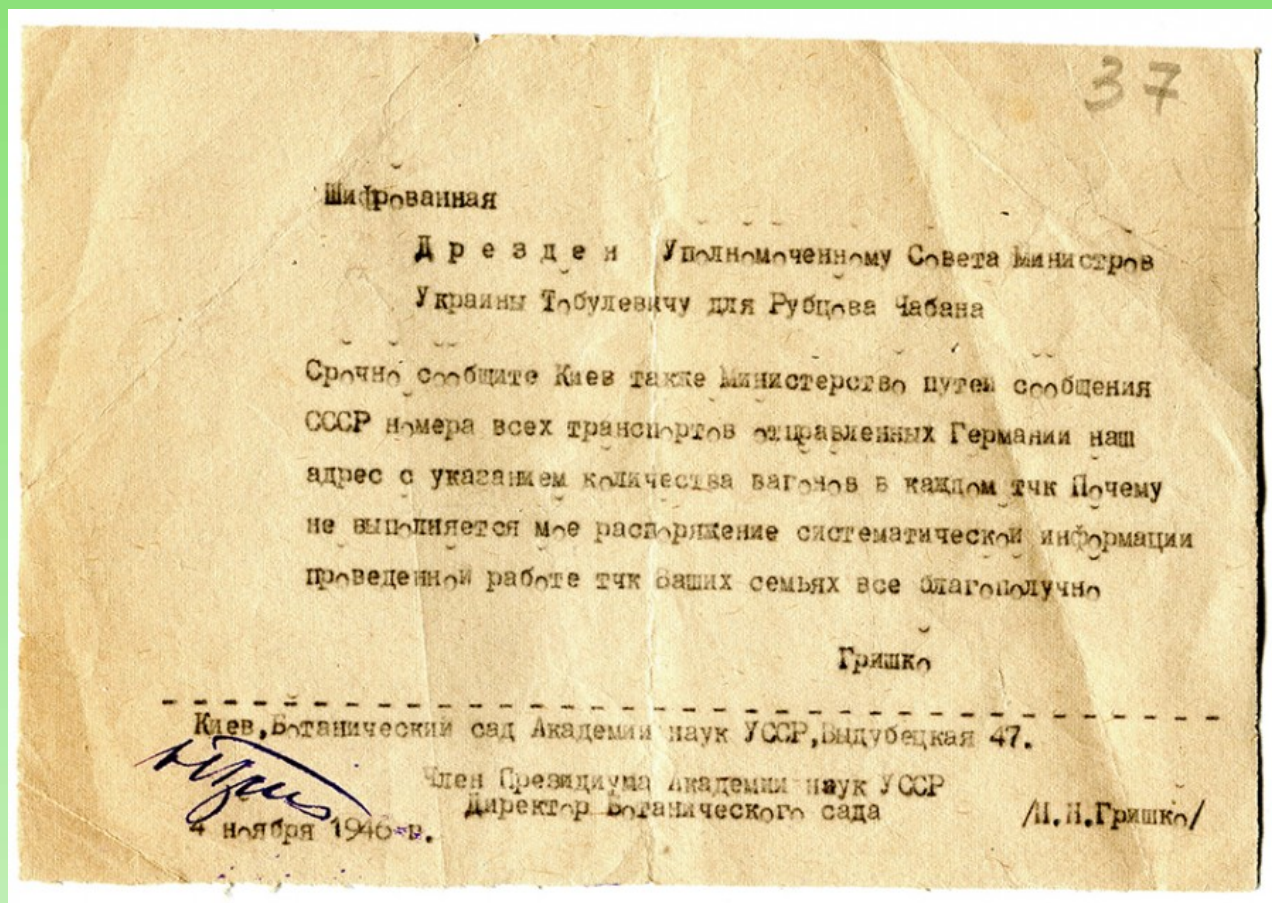 37
Шифрованная
Дрезден Уполномоченному Совета Министров
Украины Тобулевичу для Рубцова Чабана
Срочно сообщите Киев также Министерство путей сообщения
СССР номера всех транспортов отправленных Германии наш
адрес с указанием количества вагонов в каждом тчк Почему
не выполняется мое распоряжение систематической информации
проведенной работе тчк Ваших семьях все благополучно
Гришко
Киев,Ботанический сад Академии наук УССР,Выдубецкая 47.
Член Президиума Академии наук УССР
Директор Ботанического сада /Н.Н.Гришко/
4 ноября 1946 г.